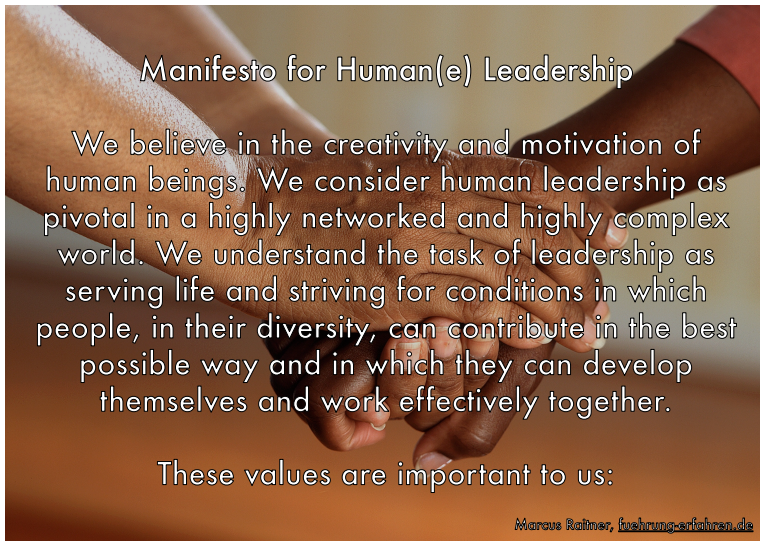 Manifesto for Human(e) Leadership
We believe in the creativity and motivation of
human beings. We consider human leadership as
pivotal in a highly networked and highly complex
world. We understand the task of leadership as
serving life and striving for conditions in which
people, in their diversity, can contribute in the best
possible way and in which they can develop
themselves and work effectively together.
These values are important to us:
Marcus Raitner, fuehrung-erfahren.de